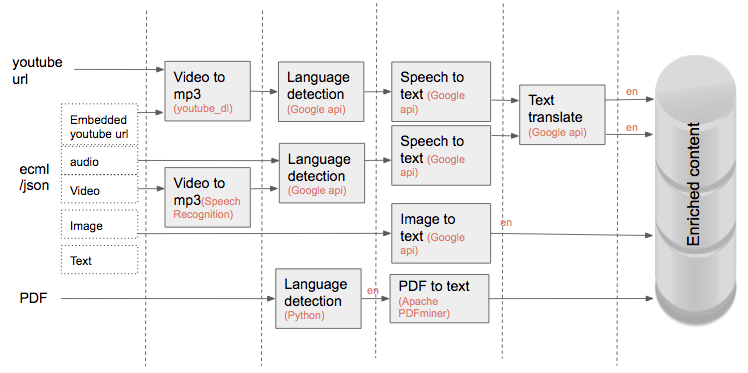 youtube
url
Embedded
youtube url
ecml
/json
audio
Video
Image
Text
PDF
Video to
mp3
(youtube_dl)
Video to
mp3(Speech
Recognition)
Language
detection
(Google api)
Language
detection
(Google api)
Language
detection
(Python)
en
Speech to
text (Google
api)
Speech to
text (Google
api)
Image to
text (Google
api)
en
PDF to text
(Apache
PDFminer)
Text
translate
(Google api)
en
en
Enriched content